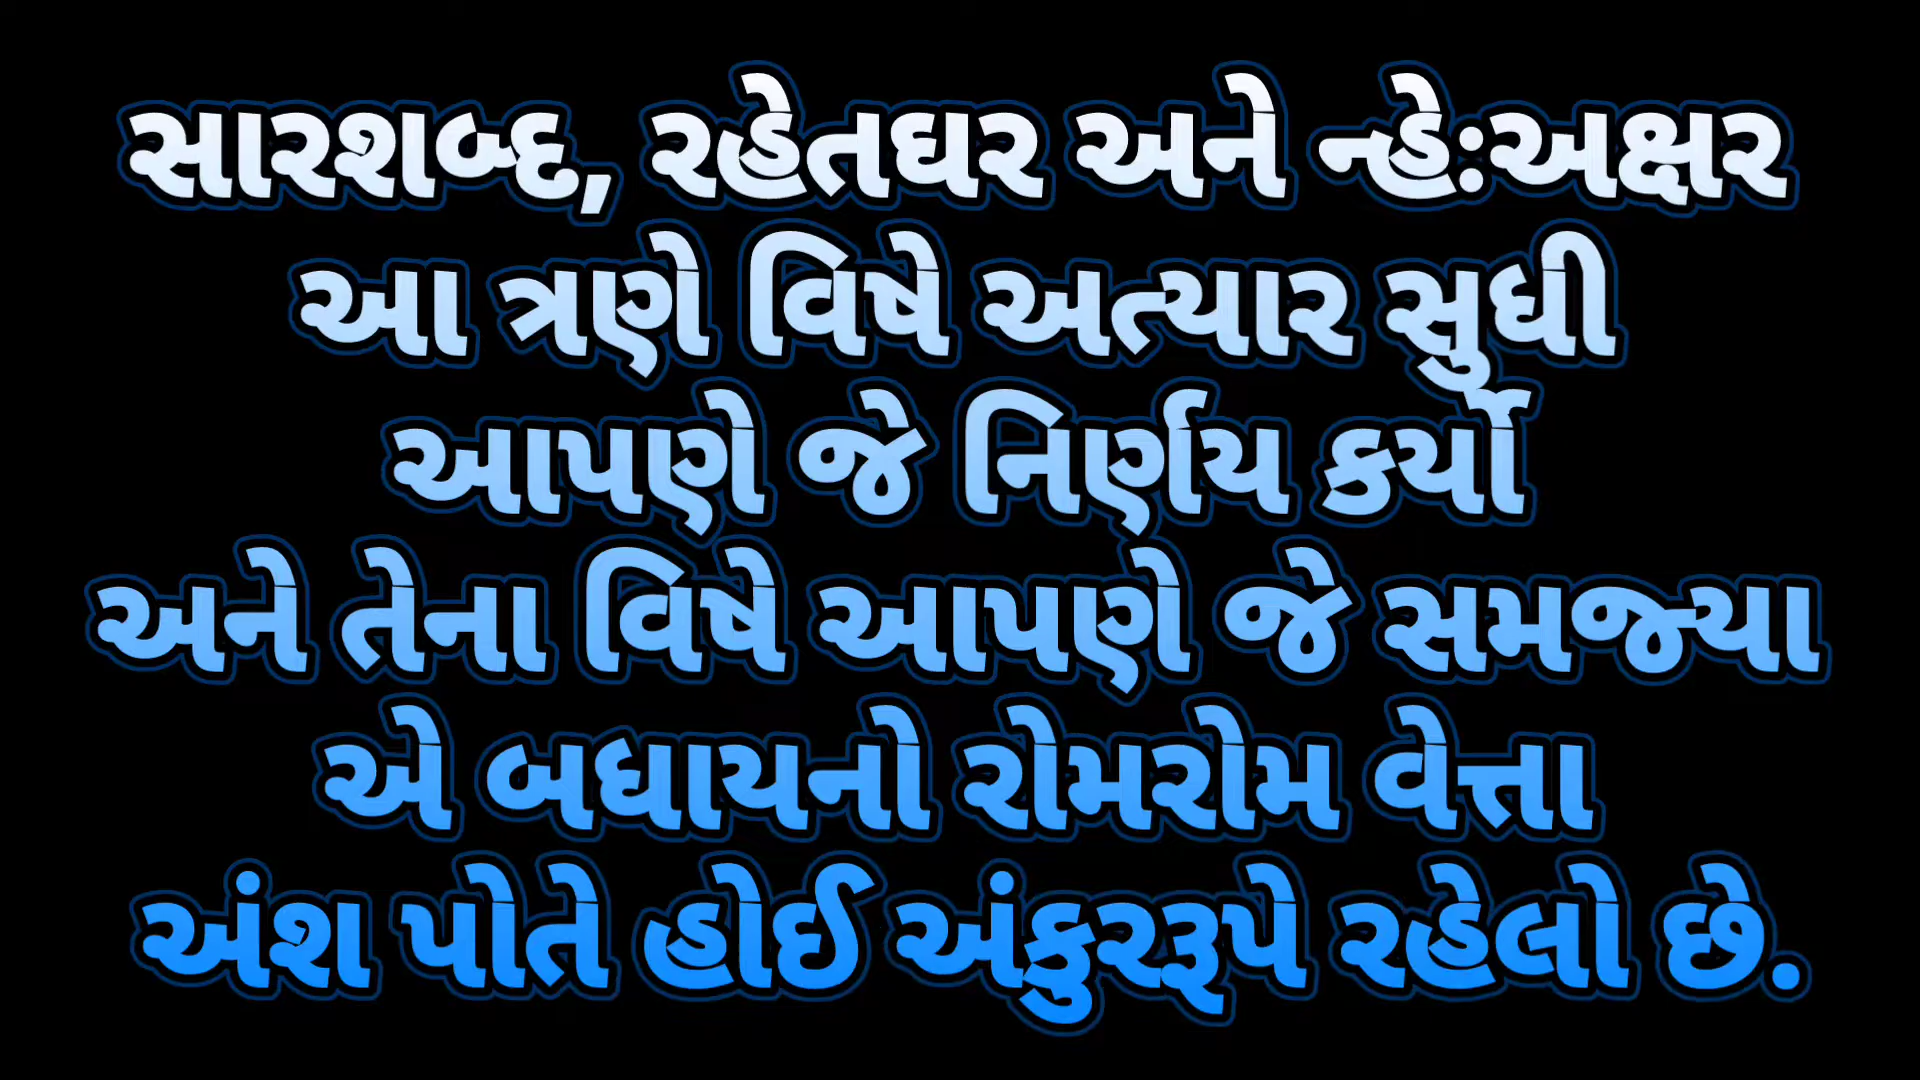 સારશબ્દ, રહેતઘર અને ન્હેઃઅક્ષર
આ ત્રણે વિષે અત્યાર સુધી
આપણે જે નિર્ણય કર્યો
અને તેના વિષે આપણે જે સમજ્યા
એ બધાયનો રોમરોમ વેત્તા
અંશ પોતે હોઈ અંકુરરૂપે રહેલો છે.